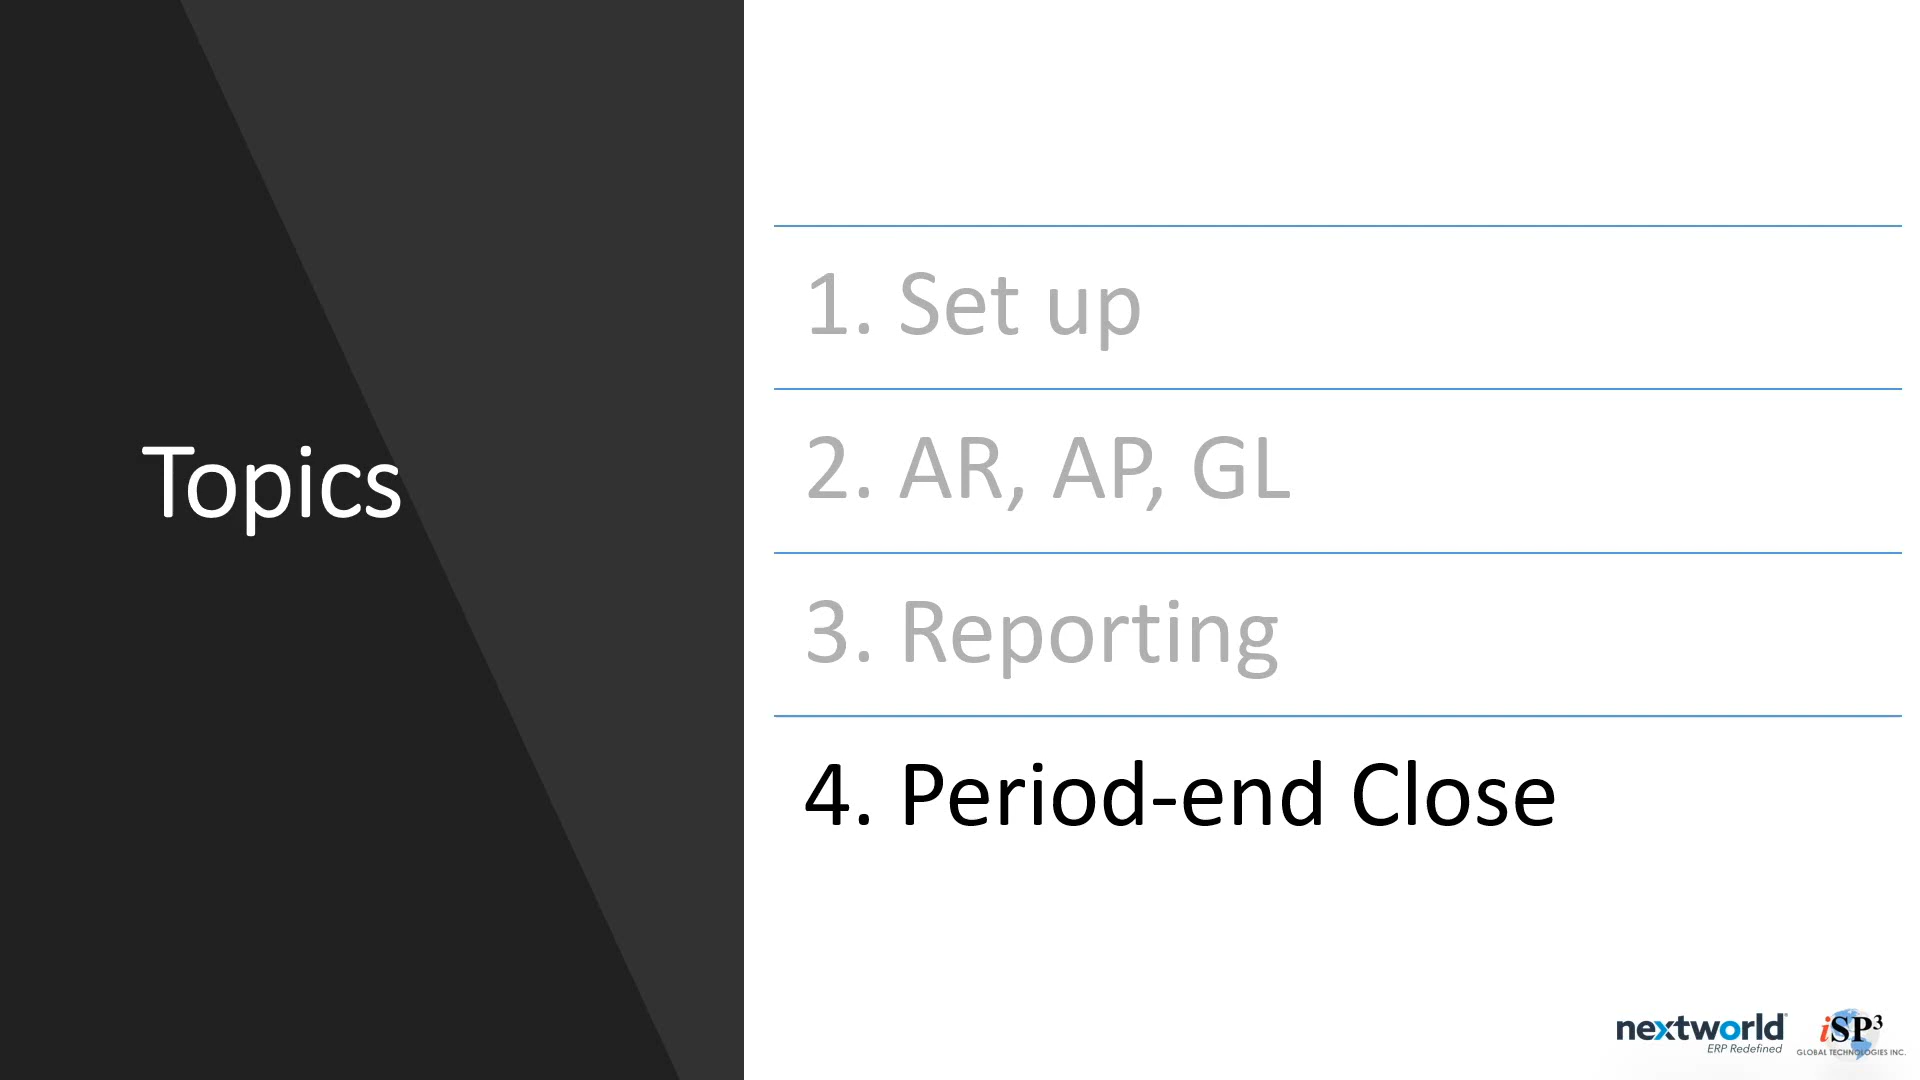 Topics
1. Set up
2. AR, AP, GL
3. Reporting
4. Period-end Close
nextworld
ERP Redefined
iSP3
GLOBAL TECHNOLOGIES INC.